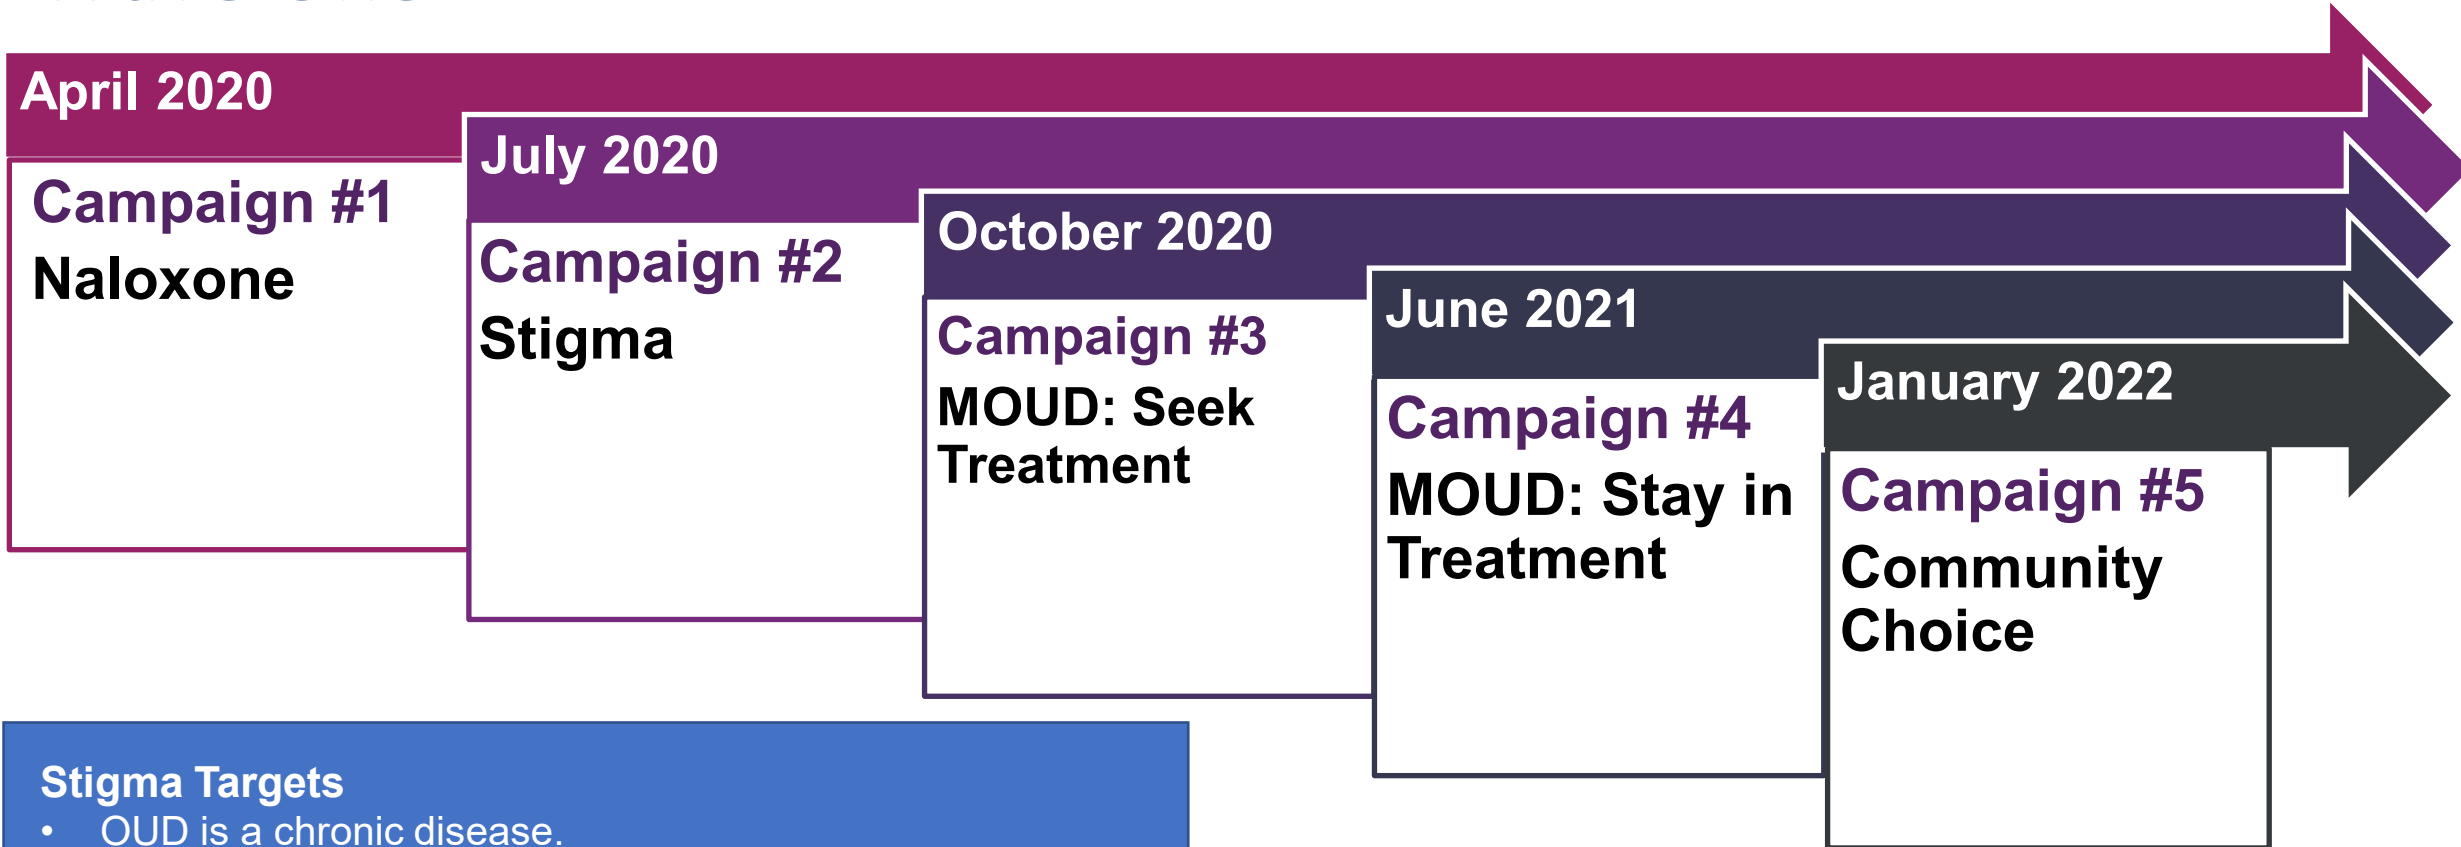 April 2020
Campaign #1
Naloxone
July 2020
Campaign #2
Stigma
October 2020
Campaign #3
MOUD: Seek
Treatment
June 2021
Campaign #4
MOUD: Stay in
Treatment
January 2022
Campaign #5
Community
Choice
Stigma Targets
• OUD is a chronic disease.